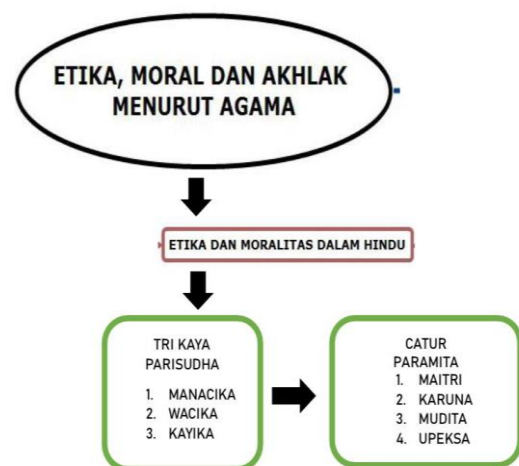 ETIKA, MORAL DAN AKHLAK
MENURUT AGAMA
ETIKA DAN MORALITAS DALAM HINDU
TRI KAYA
PARISUDHA
1. MANACIKA
2. WACIKA
3. KAYIKA
CATUR
PARAMITA
1. MAITRI
2. KARUNA
3. MUDITA
4. UPEKSA